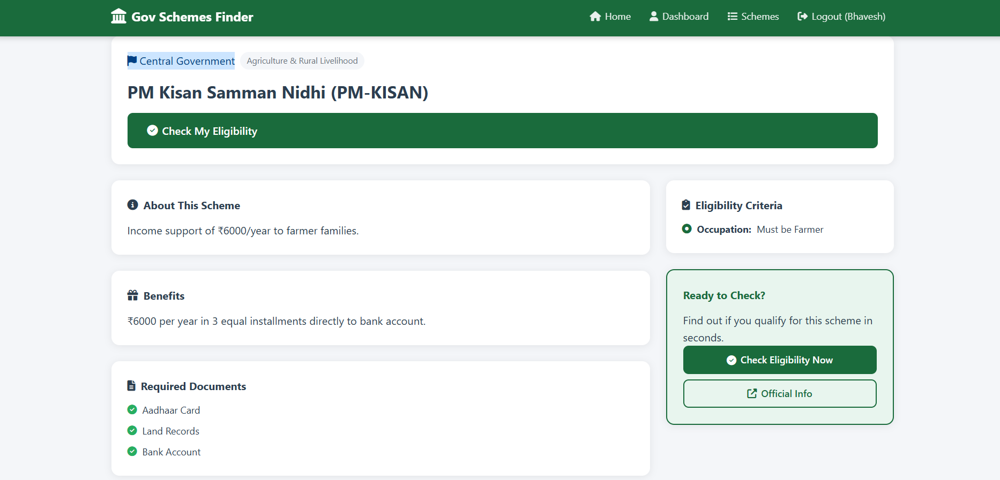 Gov Schemes Finder
Home
Dashboard
Schemes
Logout (Bhavesh)
Central Government
Agriculture & Rural Livelihood
PM Kisan Samman Nidhi (PM-KISAN)
Check My Eligibility
About This Scheme
Income support of ₹6000/year to farmer families.
Benefits
₹6000 per year in 3 equal installments directly to bank account.
Required Documents
Aadhaar Card
Land Records
Bank Account
Eligibility Criteria
Occupation: Must be Farmer
Ready to Check?
Find out if you qualify for this scheme in
seconds.
Check Eligibility Now
Official Info